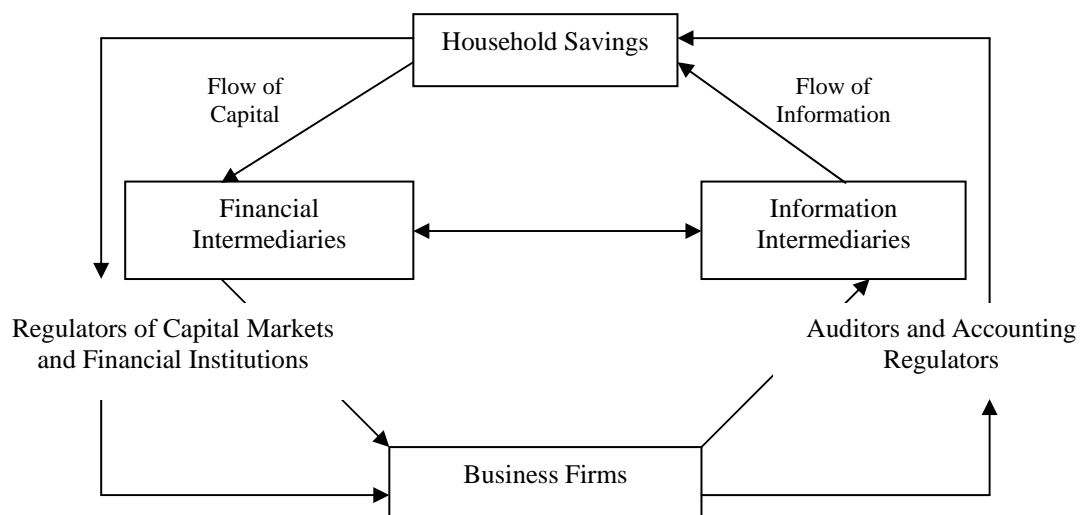 Household Savings
Flow of
Capital
Flow of
Information
Financial
Intermediaries
Information
Intermediaries
Regulators of Capital Markets
and Financial Institutions
Auditors and Accounting
Regulators
Business Firms